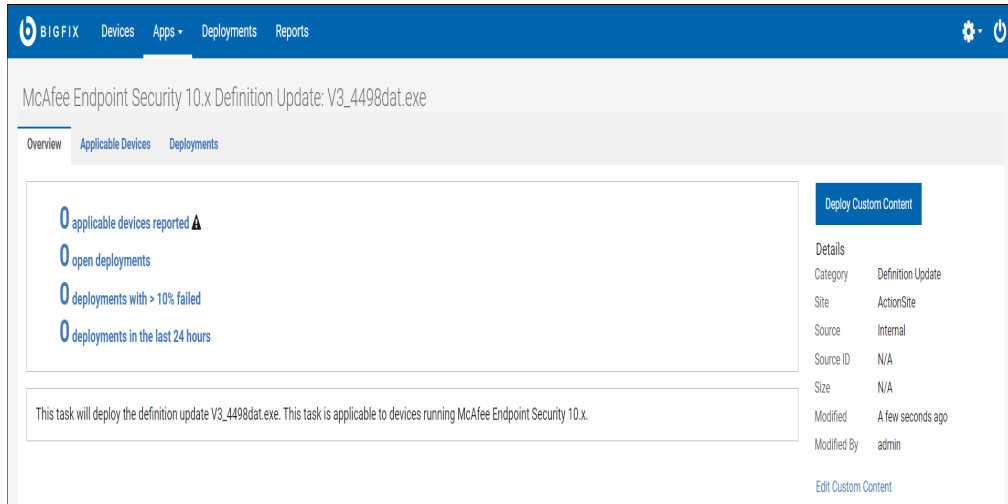 BIGFIX Devices Apps Deployments Reports
McAfee Endpoint Security 10.x Definition Update: V3_4498dat.exe
Overview Applicable Devices Deployments
0 applicable devices reported
0 open deployments
0 deployments with > 10% failed
0 deployments in the last 24 hours
This task will deploy the definition update V3_4498dat.exe. This task is applicable to devices running McAfee Endpoint Security 10.x.
Deploy Custom Content
Details
Category Definition Update
Site ActionSite
Source Internal
Source ID N/A
Size N/A
Modified A few seconds ago
Modified By admin
Edit Custom Content